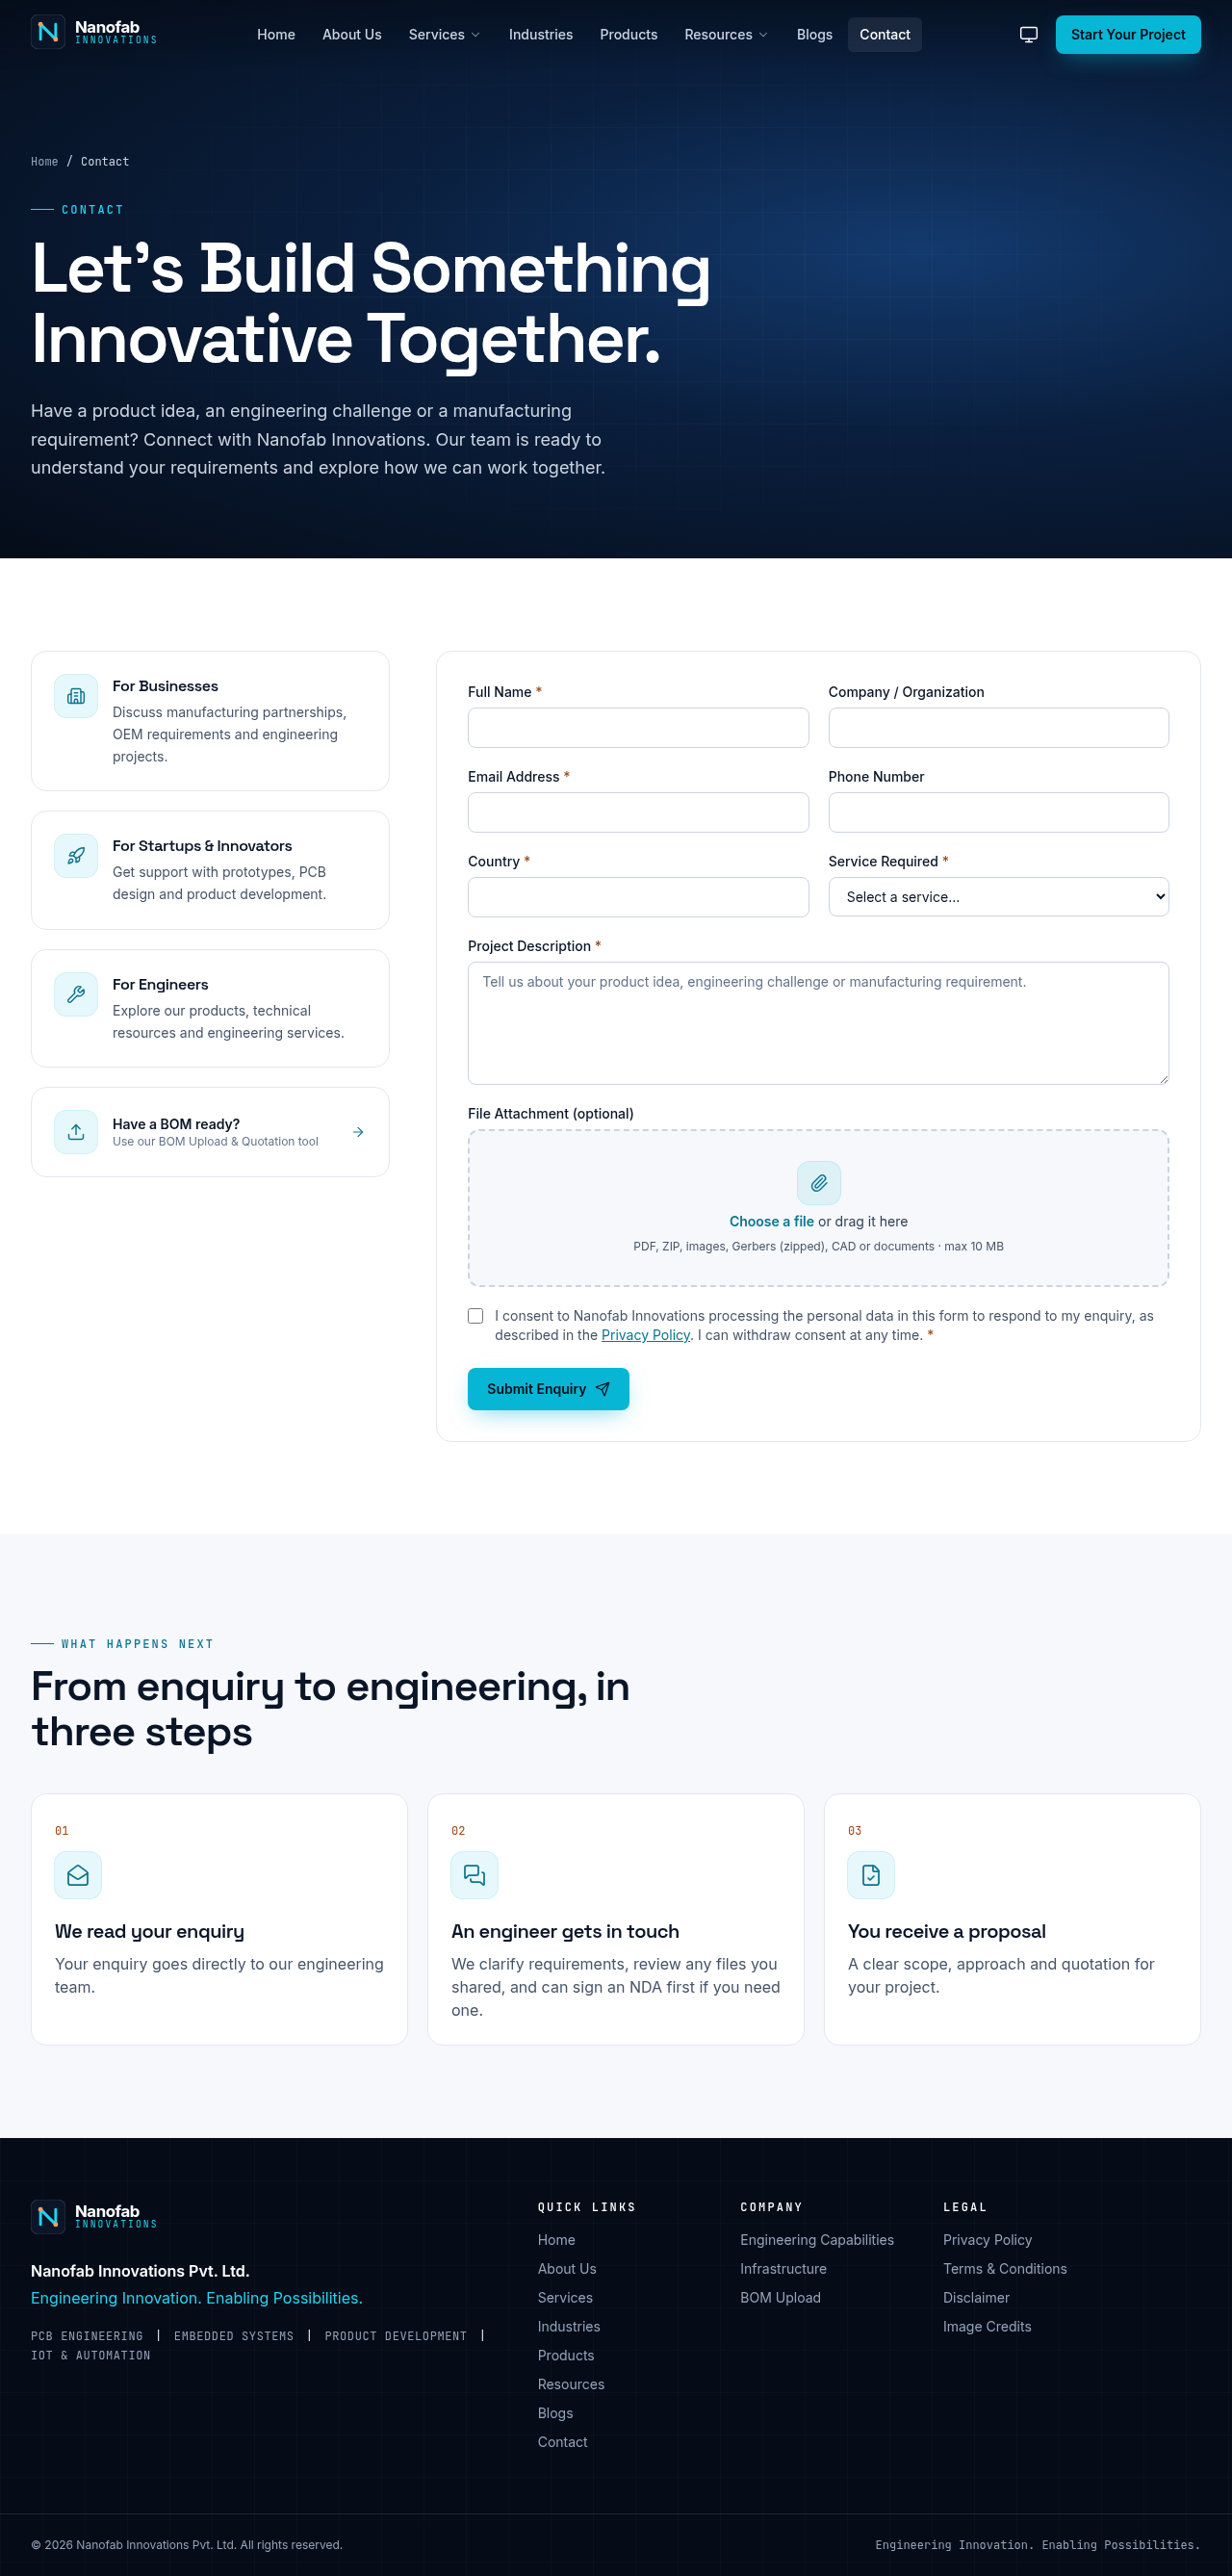 Nanofab
INNOVATIONS
Home About Us Services Industries Products Resources Blogs Contact
Start Your Project
Home / Contact
CONTACT
Let’s Build Something
Innovative Together.
Have a product idea, an engineering challenge or a manufacturing
requirement? Connect with Nanofab Innovations. Our team is ready to
understand your requirements and explore how we can work together.
For Businesses
Discuss manufacturing partnerships,
OEM requirements and engineering
projects.
For Startups & Innovators
Get support with prototypes, PCB
design and product development.
For Engineers
Explore our products, technical
resources and engineering services.
Have a BOM ready?
Use our BOM Upload & Quotation tool
Full Name *
Company / Organization
Email Address *
Phone Number
Country *
Service Required *
Select a service...
Project Description *
Tell us about your product idea, engineering challenge or manufacturing requirement.
File Attachment (optional)
Choose a file or drag it here
PDF, ZIP, images, Gerbers (zipped), CAD or documents · max 10 MB
I consent to Nanofab Innovations processing the personal data in this form to respond to my enquiry, as
described in the Privacy Policy. I can withdraw consent at any time. *
Submit Enquiry
WHAT HAPPENS NEXT
From enquiry to engineering, in
three steps
01
We read your enquiry
Your enquiry goes directly to our engineering
team.
02
An engineer gets in touch
We clarify requirements, review any files you
shared, and can sign an NDA first if you need
one.
03
You receive a proposal
A clear scope, approach and quotation for
your project.
Nanofab
INNOVATIONS
Nanofab Innovations Pvt. Ltd.
Engineering Innovation. Enabling Possibilities.
PCB ENGINEERING | EMBEDDED SYSTEMS | PRODUCT DEVELOPMENT |
IOT & AUTOMATION
QUICK LINKS
Home
About Us
Services
Industries
Products
Resources
Blogs
Contact
COMPANY
Engineering Capabilities
Infrastructure
BOM Upload
LEGAL
Privacy Policy
Terms & Conditions
Disclaimer
Image Credits
© 2026 Nanofab Innovations Pvt. Ltd. All rights reserved.
Engineering Innovation. Enabling Possibilities.